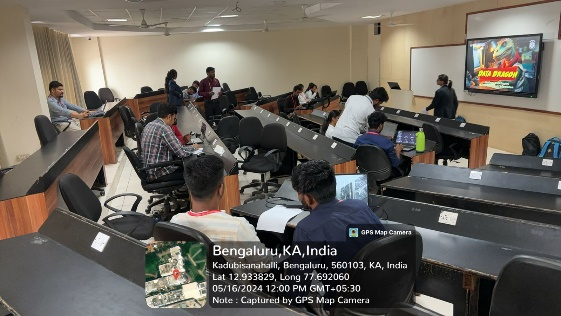 DATA DRAGON
GPS Map Camera
Bengaluru,KA,India
Kadubisanahalli, Bengaluru, 560103, KA, India
Lat 12.933829, Long 77.692060
05/16/2024 12:00 PM GMT+05:30
Note : Captured by GPS Map Camera